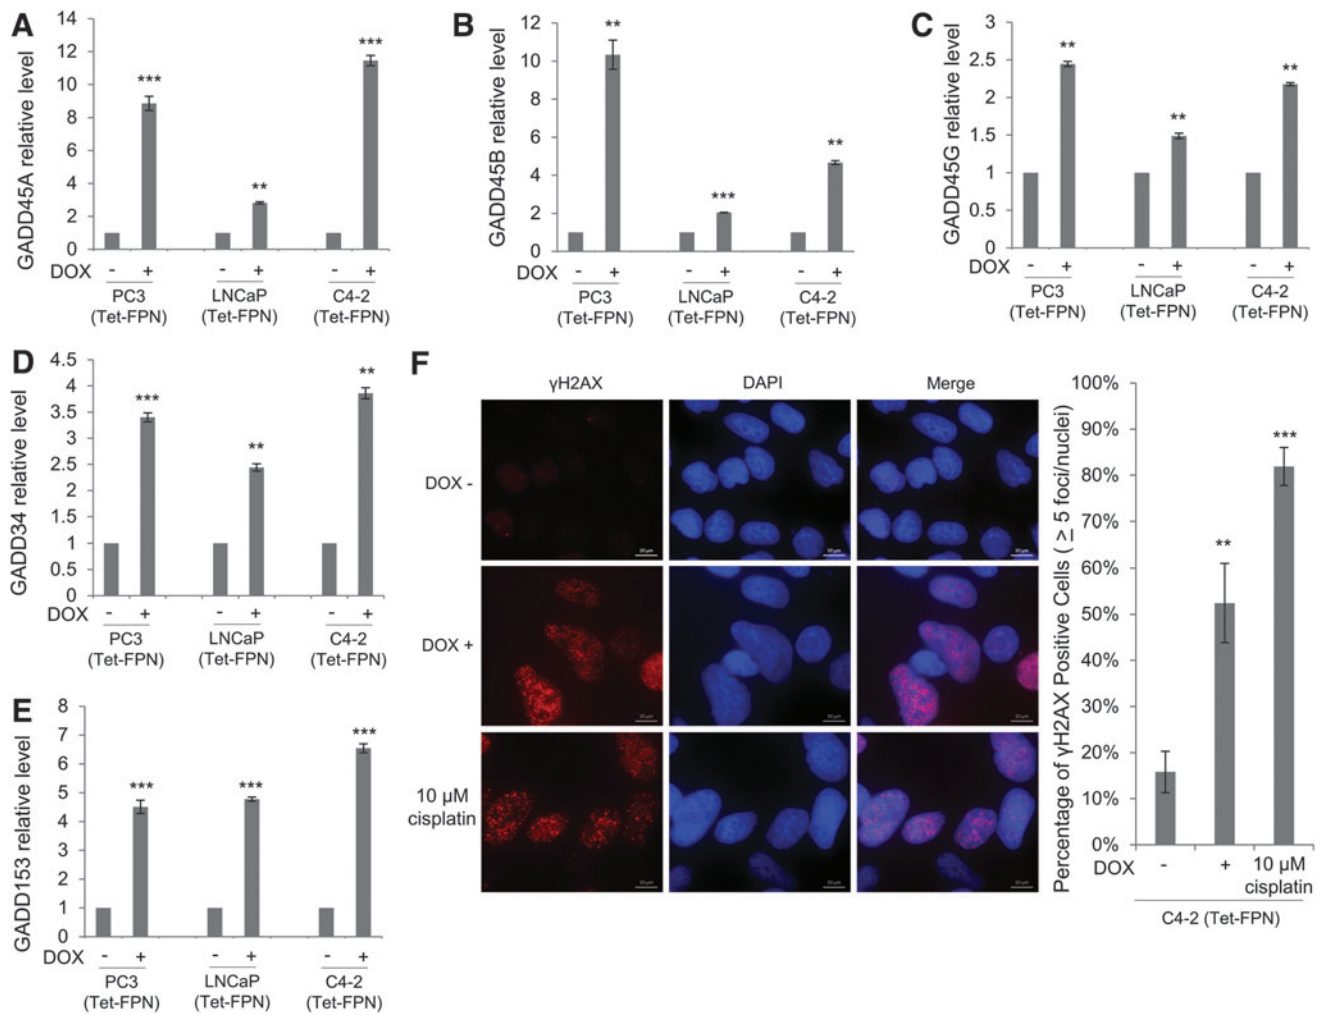 A
GADD45A relative level
14
12
10
8
6
4
2
0
***
**
***
DOX - + - + - +
PC3 LNCaP C4-2
(Tet-FPN) (Tet-FPN) (Tet-FPN)
B
GADD45B relative level
12
10
8
6
4
2
0
**
***
**
DOX - + - + - +
PC3 LNCaP C4-2
(Tet-FPN) (Tet-FPN) (Tet-FPN)
C
GADD45G relative level
3
2.5
2
1.5
1
0.5
0
**
**
**
DOX - + - + - +
PC3 LNCaP C4-2
(Tet-FPN) (Tet-FPN) (Tet-FPN)
D
GADD34 relative level
4.5
4
3.5
3
2.5
2
1.5
1
0.5
0
***
**
**
DOX - + - + - +
PC3 LNCaP C4-2
(Tet-FPN) (Tet-FPN) (Tet-FPN)
E
GADD153 relative level
8
7
6
5
4
3
2
1
0
***
***
***
DOX - + - + - +
PC3 LNCaP C4-2
(Tet-FPN) (Tet-FPN) (Tet-FPN)
F
γH2AX DAPI Merge
DOX -
DOX +
10 μM
cisplatin
Percentage of γH2AX Positive Cells ( ≥ 5 foci/nuclei)
100%
90%
80%
70%
60%
50%
40%
30%
20%
10%
0%
**
***
DOX - + 10 μM
cisplatin
C4-2 (Tet-FPN)